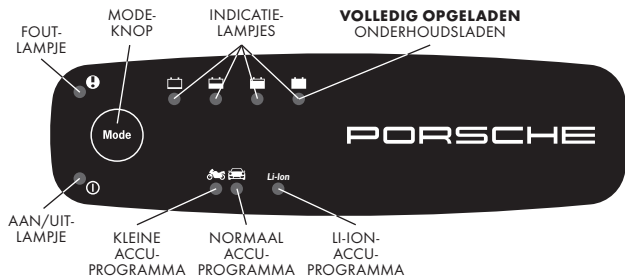 FOUT-
LAMPJE
MODE-
KNOP
INDICATIE-
LAMPJES
VOLLEDIG OPGELADEN
ONDERHOUDSLADEN
Mode
PORSCHE
Li-Ion
AAN/UIT-
LAMPJE
KLEINE
ACCU-
PROGRAMMA
NORMAAL
ACCU-
PROGRAMMA
LI-ION-
ACCU-
PROGRAMMA